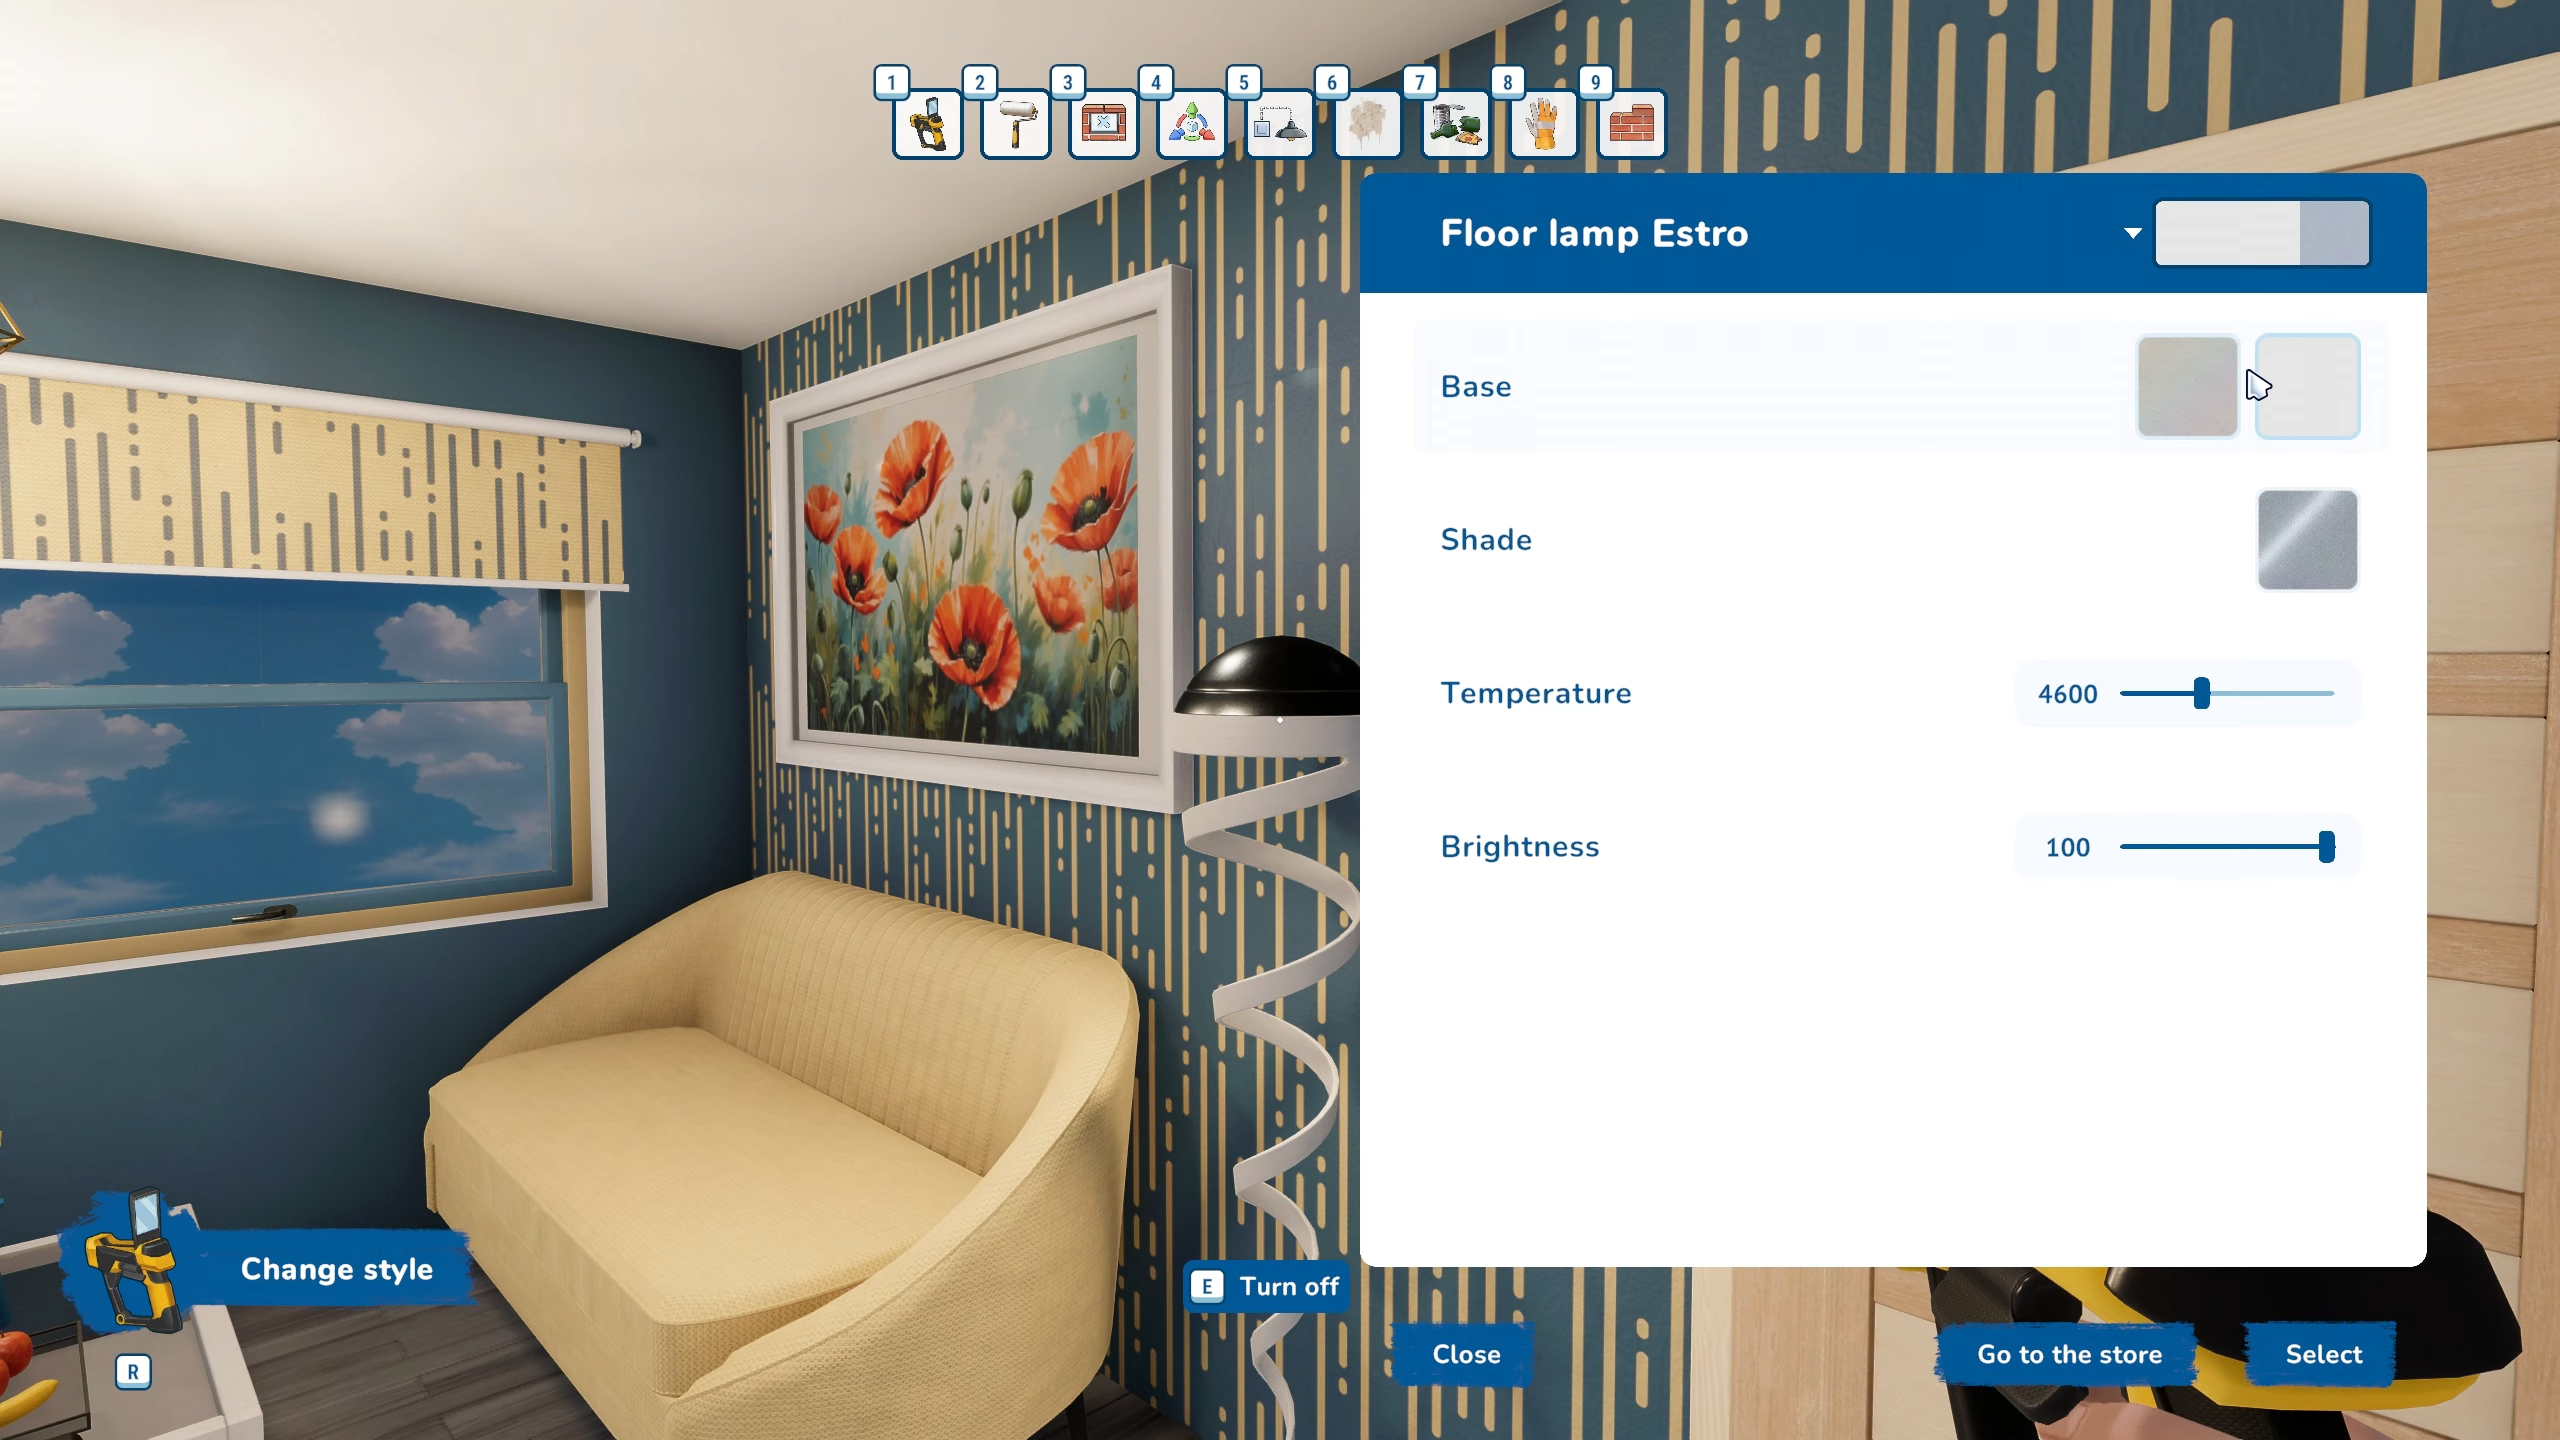 1 2 3 4 5 6 7 8 9
Floor lamp Estro
Base
Shade
Temperature 4600
Brightness 100
Change style
R
E Turn off
Close
Go to the store
Select